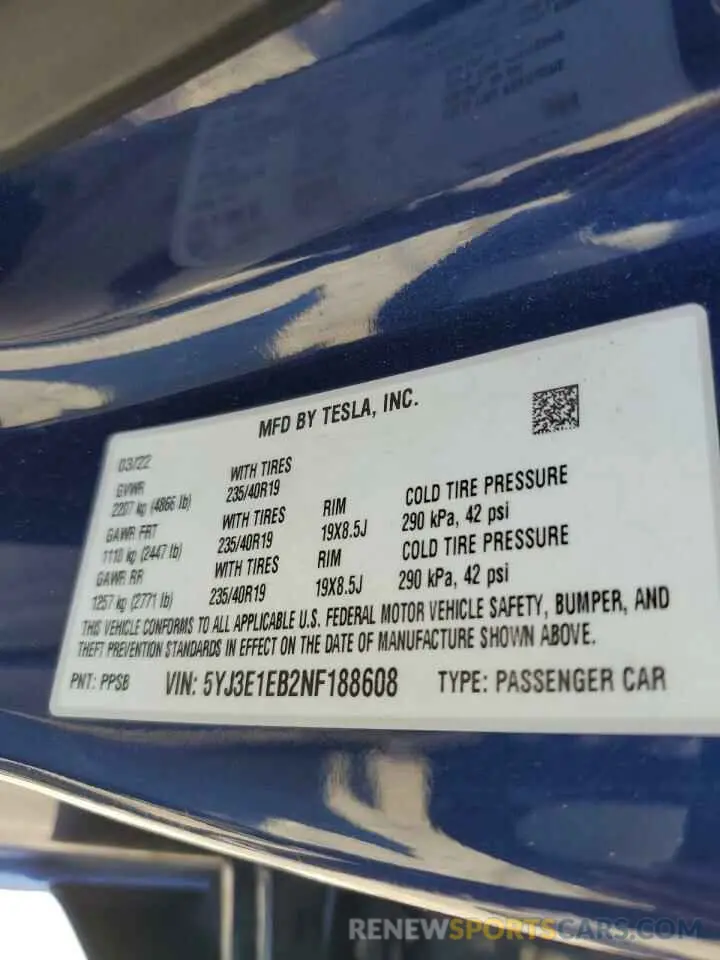 MFD BY TESLA, INC.
03/22
GVWR
2207 kg (4866 lb)
WITH TIRES
235/40R19
GAWR FRT
1110 kg (2447 lb)
WITH TIRES
235/40R19
RIM
19X8.5J
COLD TIRE PRESSURE
290 kPa, 42 psi
GAWR RR
1257 kg (2771 lb)
WITH TIRES
235/40R19
RIM
19X8.5J
COLD TIRE PRESSURE
290 kPa, 42 psi
THIS VEHICLE CONFORMS TO ALL APPLICABLE U.S. FEDERAL MOTOR VEHICLE SAFETY, BUMPER, AND
THEFT PREVENTION STANDARDS IN EFFECT ON THE DATE OF MANUFACTURE SHOWN ABOVE.
PNT: PPSB VIN: 5YJ3E1EB2NF188608 TYPE: PASSENGER CAR
RENEWSPORTSCARS.COM